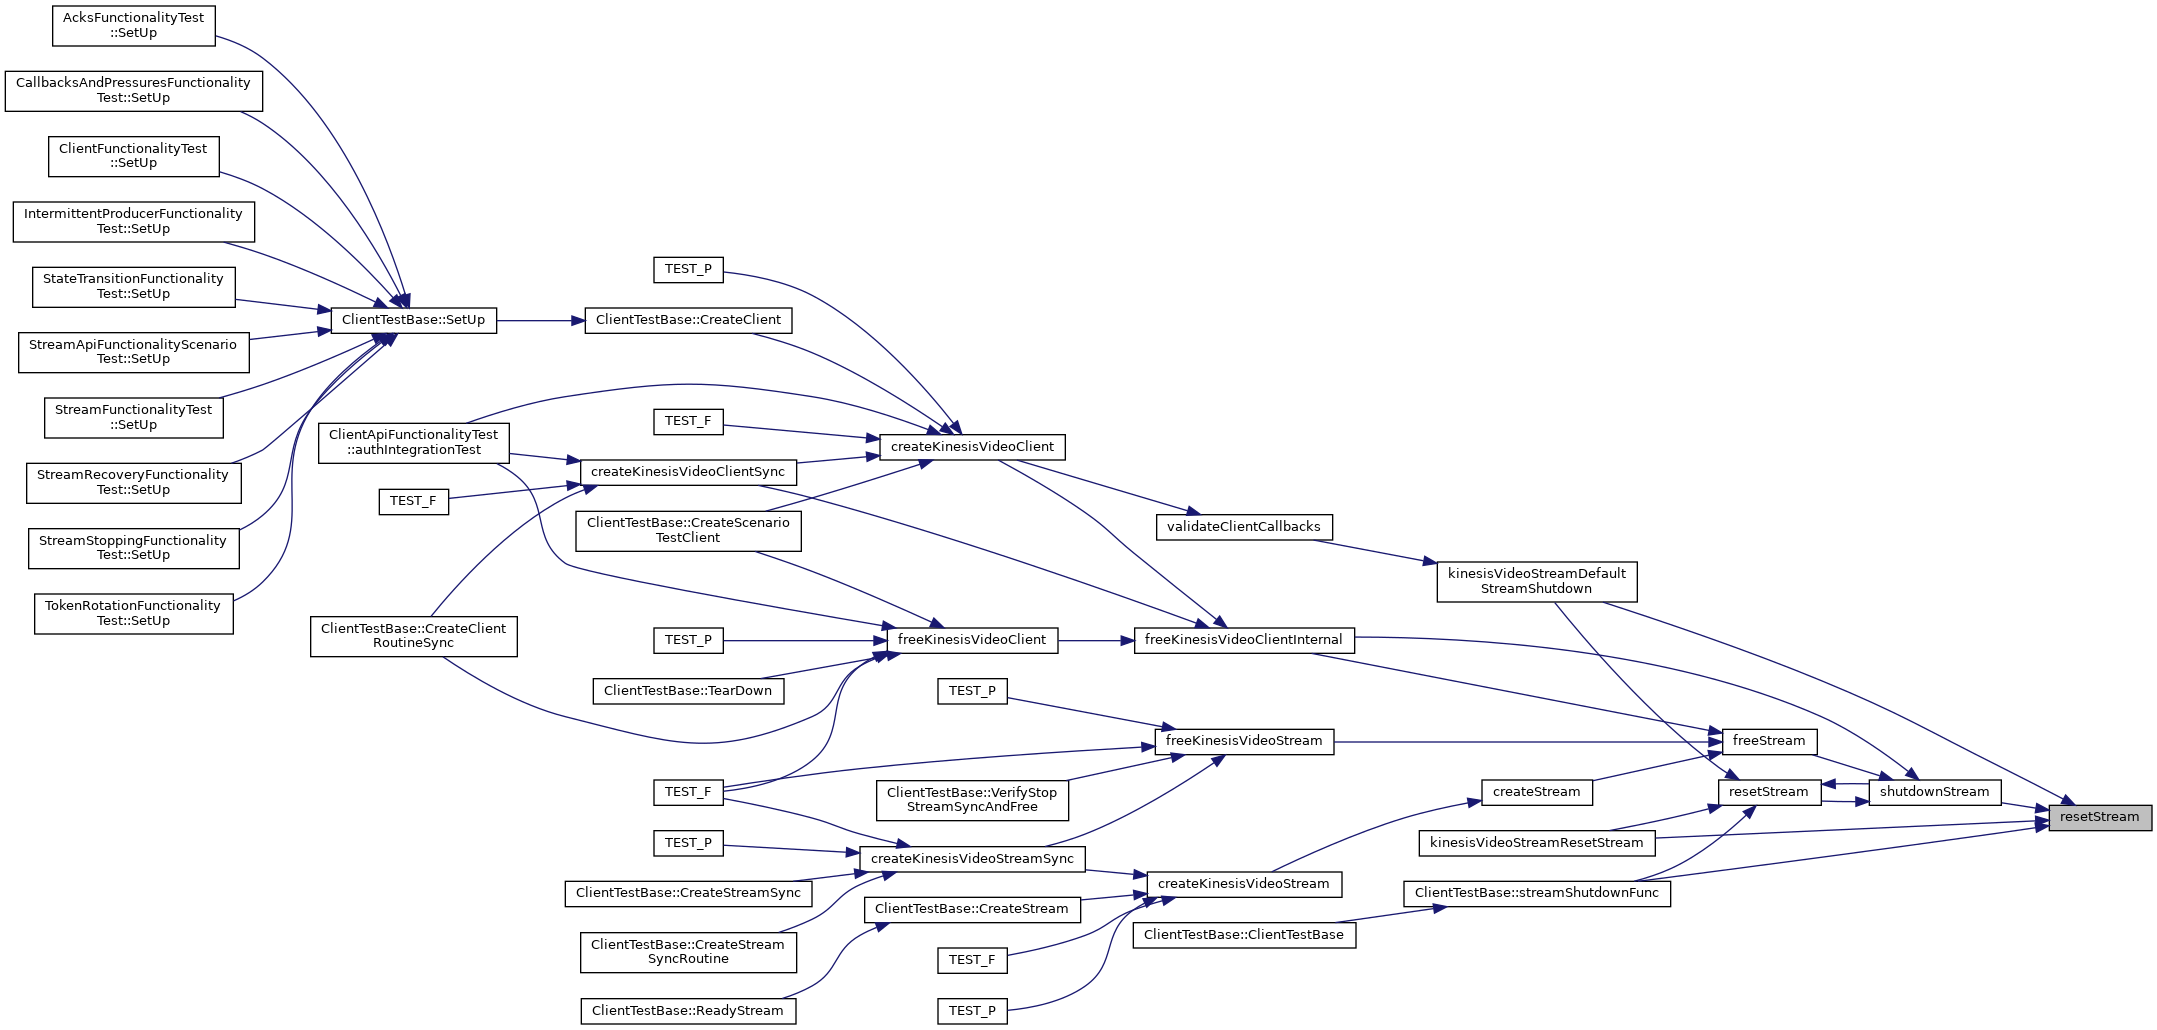 AcksFunctionalityTest
::SetUp
CallbacksAndPressuresFunctionality
Test::SetUp
ClientFunctionalityTest
::SetUp
IntermittentProducerFunctionality
Test::SetUp
StateTransitionFunctionality
Test::SetUp
StreamApiFunctionalityScenario
Test::SetUp
StreamFunctionalityTest
::SetUp
StreamRecoveryFunctionality
Test::SetUp
StreamStoppingFunctionality
Test::SetUp
TokenRotationFunctionality
Test::SetUp
ClientTestBase::SetUp
ClientApiFunctionalityTest
::authIntegrationTest
TEST_F
ClientTestBase::CreateClient
RoutineSync
TEST_P
ClientTestBase::CreateClient
TEST_F
createKinesisVideoClientSync
ClientTestBase::CreateScenario
TestClient
TEST_P
ClientTestBase::TearDown
TEST_F
TEST_P
ClientTestBase::CreateStreamSync
ClientTestBase::CreateStream
SyncRoutine
ClientTestBase::ReadyStream
createKinesisVideoClient
freeKinesisVideoClient
TEST_P
ClientTestBase::VerifyStop
StreamSyncAndFree
createKinesisVideoStreamSync
ClientTestBase::CreateStream
TEST_F
TEST_P
validateClientCallbacks
freeKinesisVideoClientInternal
freeKinesisVideoStream
createKinesisVideoStream
ClientTestBase::ClientTestBase
kinesisVideoStreamDefault
StreamShutdown
createStream
kinesisVideoStreamResetStream
ClientTestBase::streamShutdownFunc
freeStream
resetStream
shutdownStream
resetStream